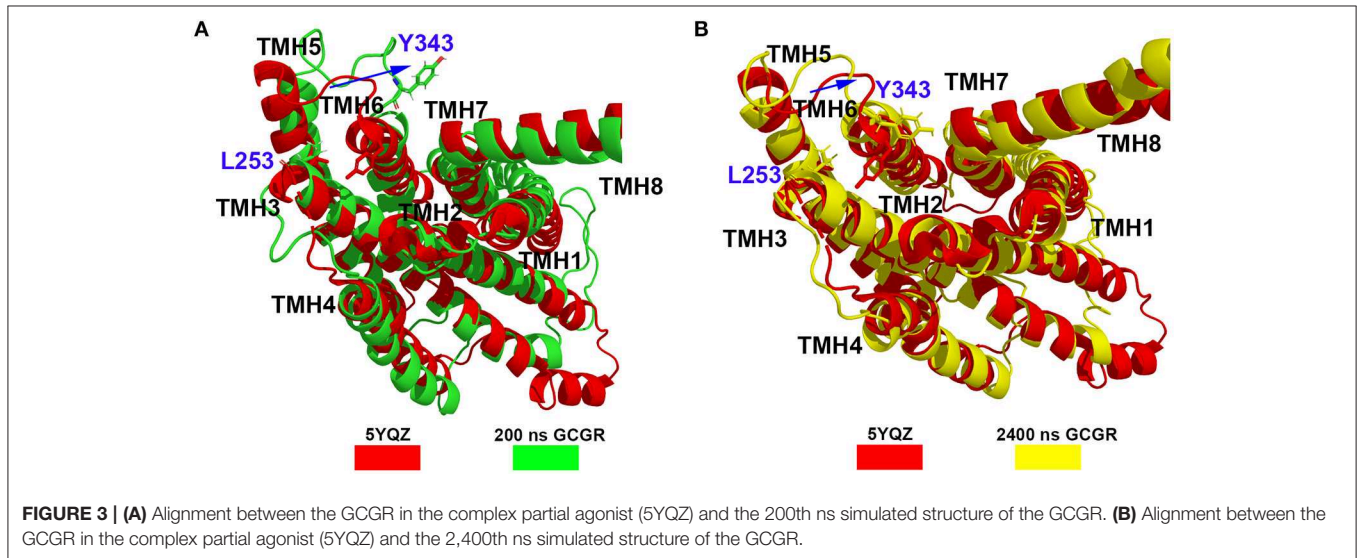 A
TMH5
Y343
TMH6
TMH7
L253
TMH3
TMH2
TMH8
TMH1
TMH4
5YQZ
200 ns GCGR
B
TMH5
TMH7
TMH6
Y343
TMH8
L253
TMH2
TMH3
TMH1
TMH4
5YQZ
2400 ns GCGR
FIGURE 3 | (A) Alignment between the GCGR in the complex partial agonist (5YQZ) and the 200th ns simulated structure of the GCGR. (B) Alignment between the
GCGR in the complex partial agonist (5YQZ) and the 2,400th ns simulated structure of the GCGR.